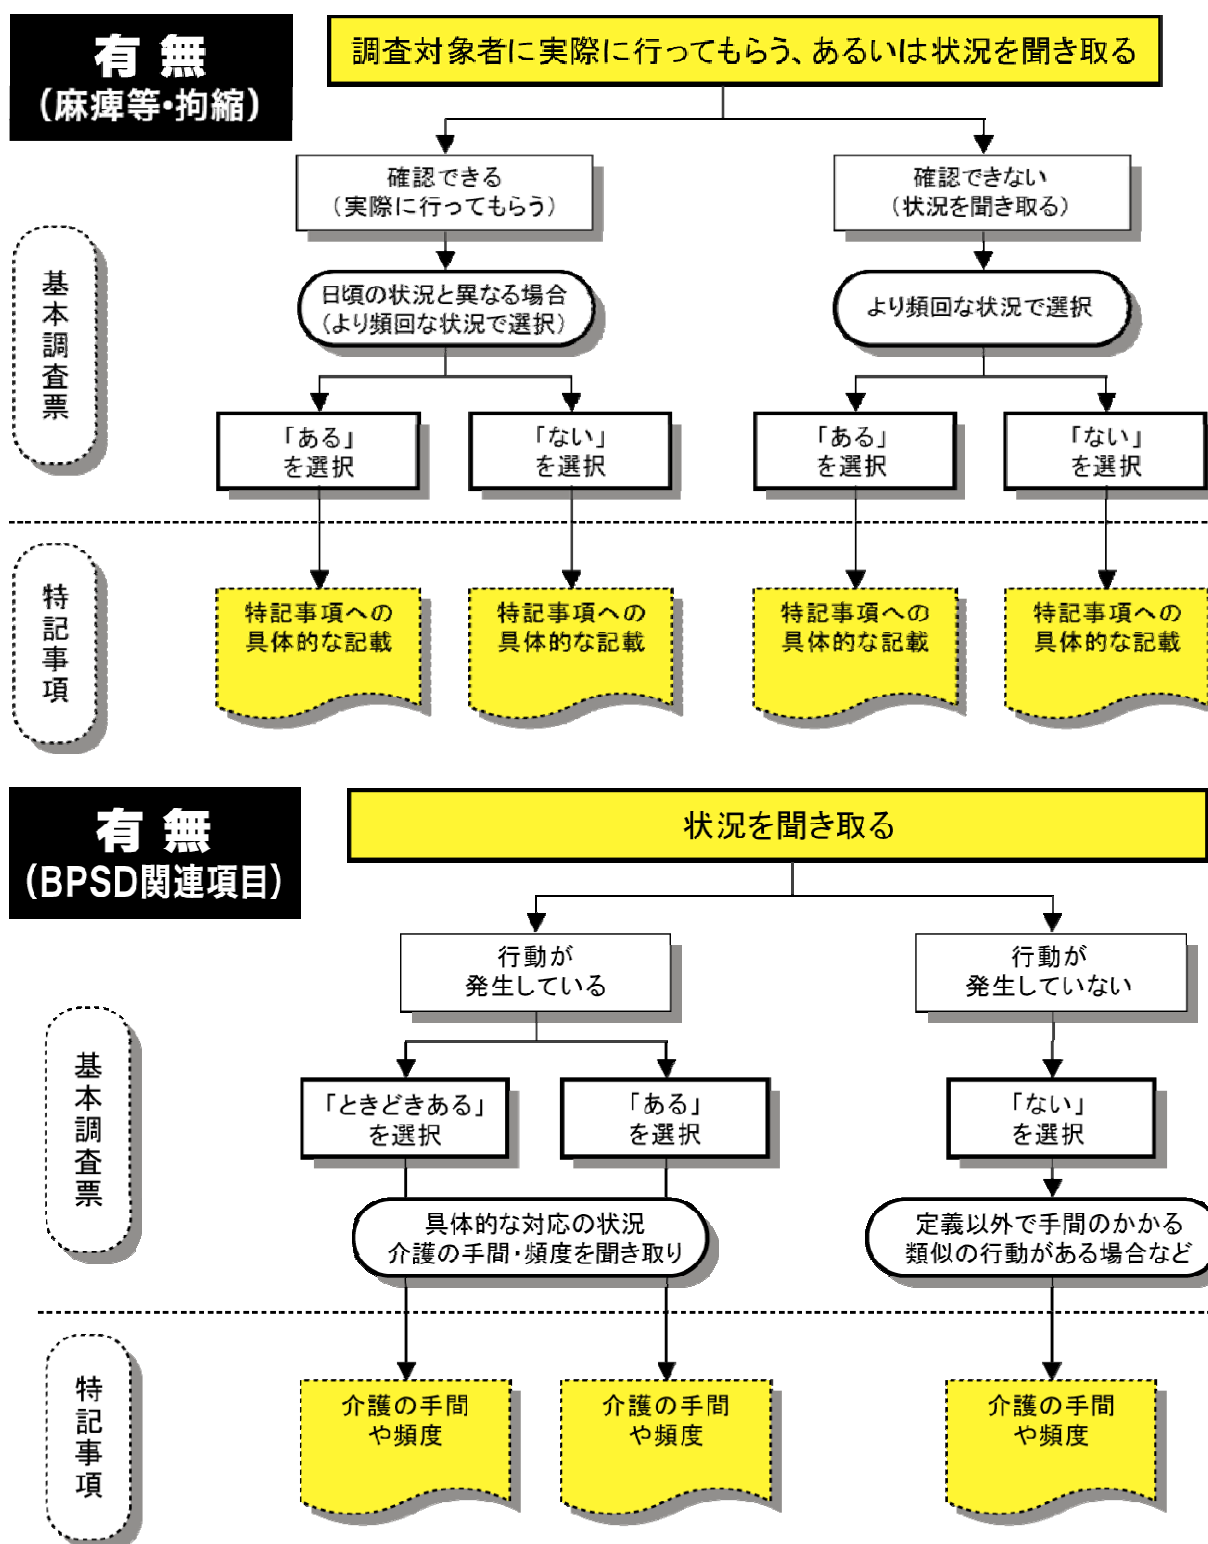 有 無
(麻痺等・拘縮)
調査対象者に実際に行ってもらう、あるいは状況を聞き取る
確認できる
(実際に行ってもらう)
確認できない
(状況を聞き取る)
基本調査票
日頃の状況と異なる場合
(より頻回な状況で選択)
より頻回な状況で選択
「ある」
を選択
「ない」
を選択
「ある」
を選択
「ない」
を選択
特記事項
特記事項への
具体的な記載
特記事項への
具体的な記載
特記事項への
具体的な記載
特記事項への
具体的な記載
有 無
(BPSD関連項目)
状況を聞き取る
行動が
発生している
行動が
発生していない
基本調査票
「ときどきある」
を選択
「ある」
を選択
「ない」
を選択
具体的な対応の状況
介護の手間・頻度を聞き取り
定義以外で手間のかかる
類似の行動がある場合など
特記事項
介護の手間
や頻度
介護の手間
や頻度
介護の手間
や頻度